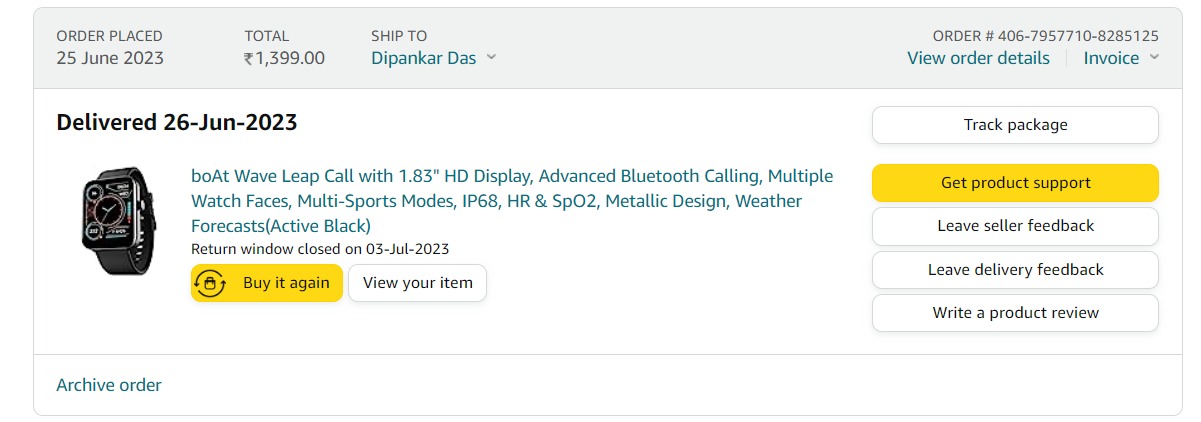 ORDER PLACED
25 June 2023
TOTAL
₹1,399.00
SHIP TO
Dipankar Das
ORDER # 406-7957710-8285125
View order details
Invoice
Delivered 26-Jun-2023
boAt Wave Leap Call with 1.83" HD Display, Advanced Bluetooth Calling, Multiple
Watch Faces, Multi-Sports Modes, IP68, HR & SpO2, Metallic Design, Weather
Forecasts(Active Black)
Return window closed on 03-Jul-2023
Buy it again
View your item
Track package
Get product support
Leave seller feedback
Leave delivery feedback
Write a product review
Archive order